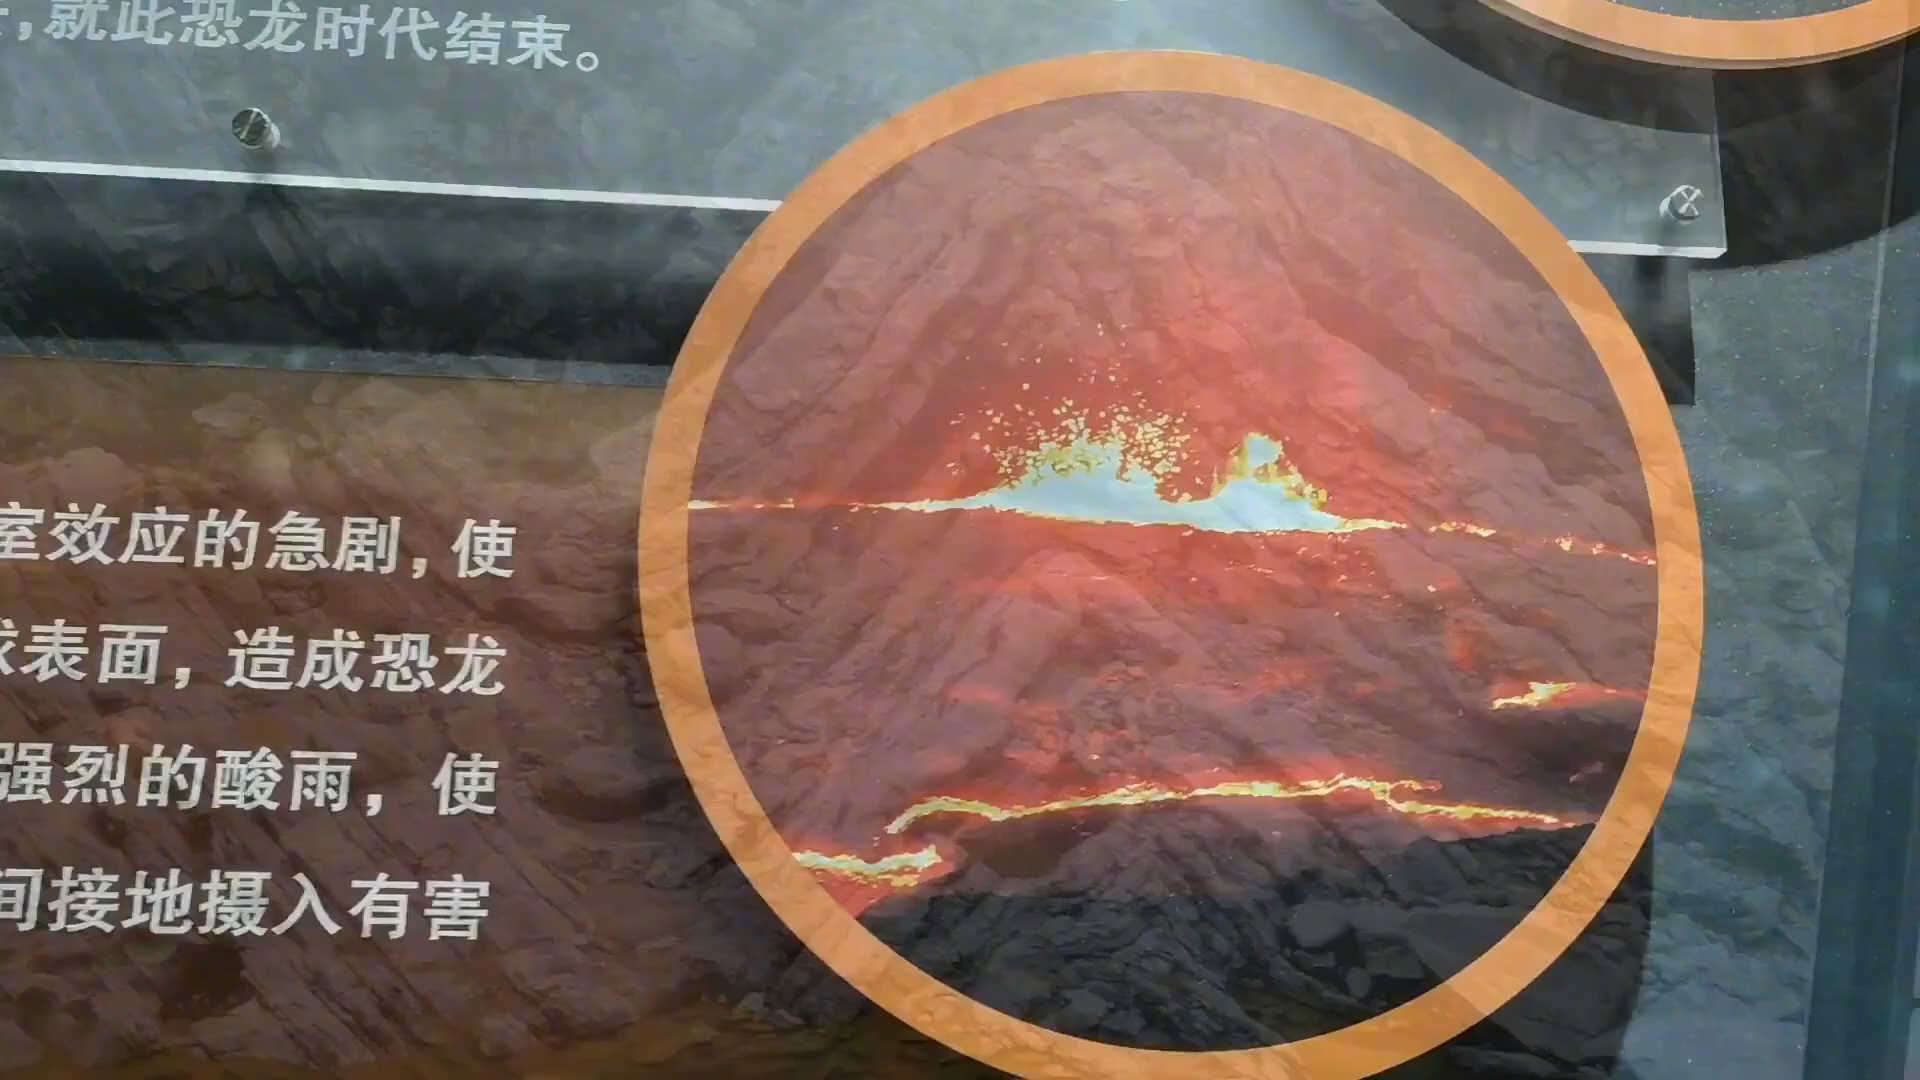 ,就此恐龙时代结束。
室效应的急剧,使
球表面,造成恐龙
强烈的酸雨,使
间接地摄入有害